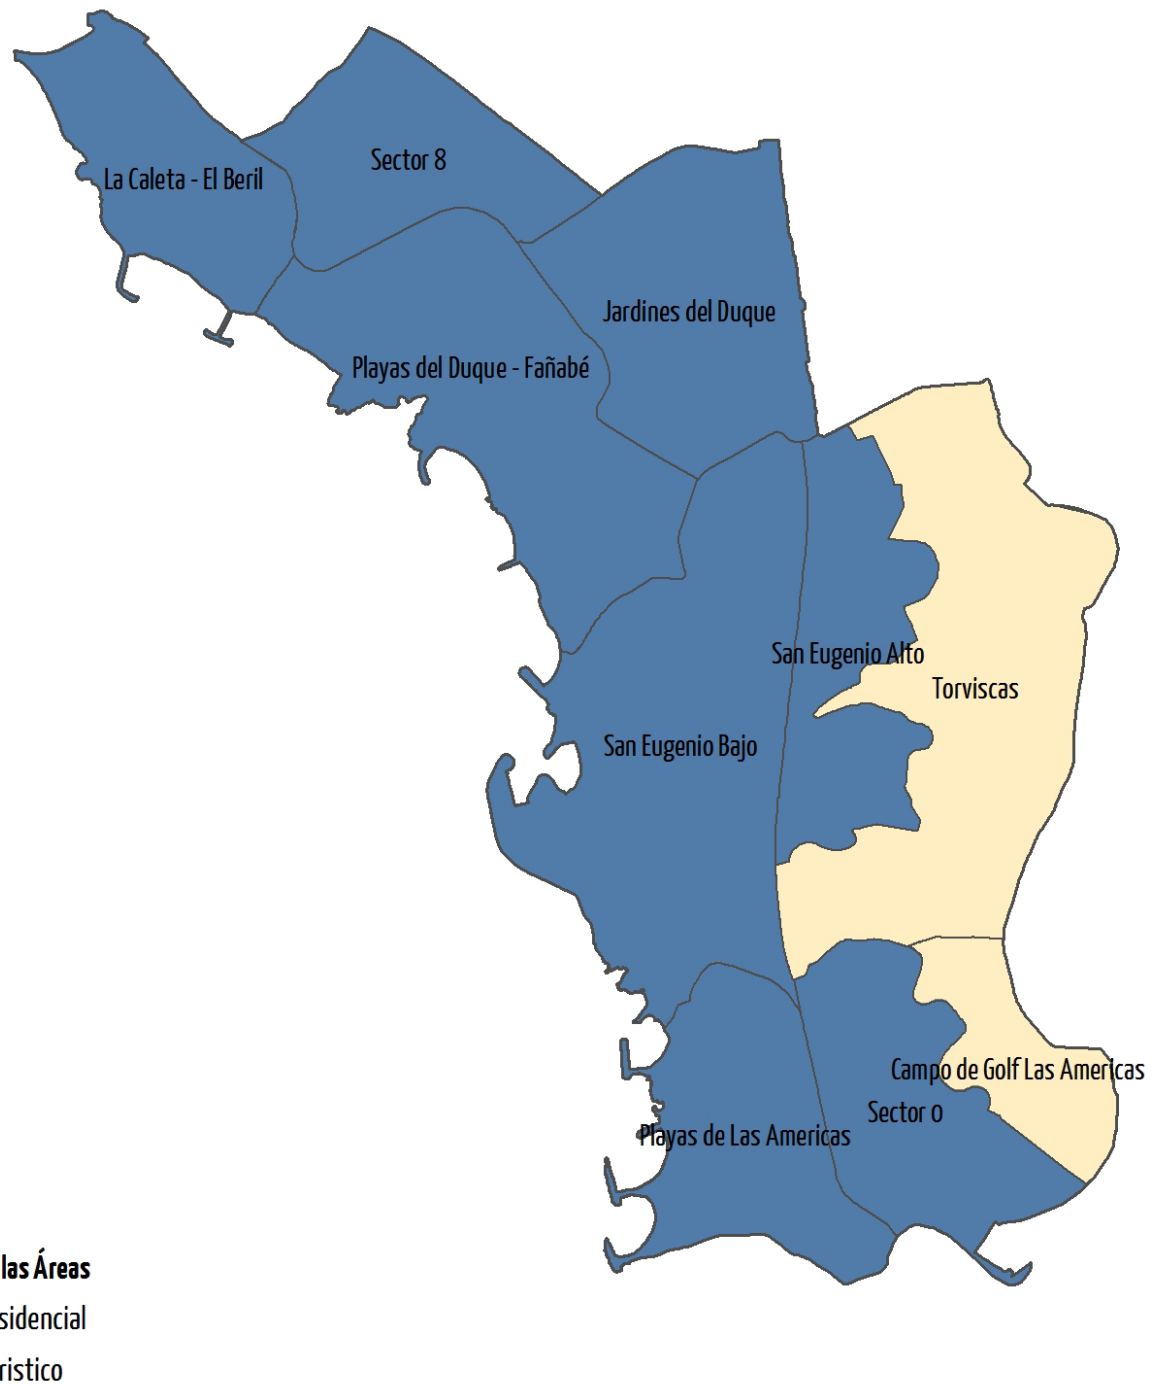 Sector 8
La Caleta - El Beril
Jardines del Duque
Playas del Duque - Fañabé
San Eugenio Alto
Torviscas
San Eugenio Bajo
Campo de Golf Las Americas
Sector 0
Playas de Las Americas
las Áreas
sidencial
ristico